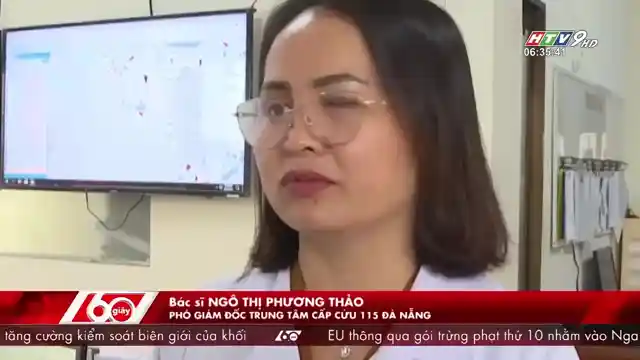 HTV9HD
06:35:41
Bác sĩ NGÔ THỊ PHƯƠNG THẢO
PHÓ GIÁM ĐỐC TRUNG TÂM CẤP CỨU 115 ĐÀ NẴNG
60 giây
tăng cường kiểm soát biên giới của khối
EU thông qua gói trừng phạt thứ 10 nhằm vào Nga